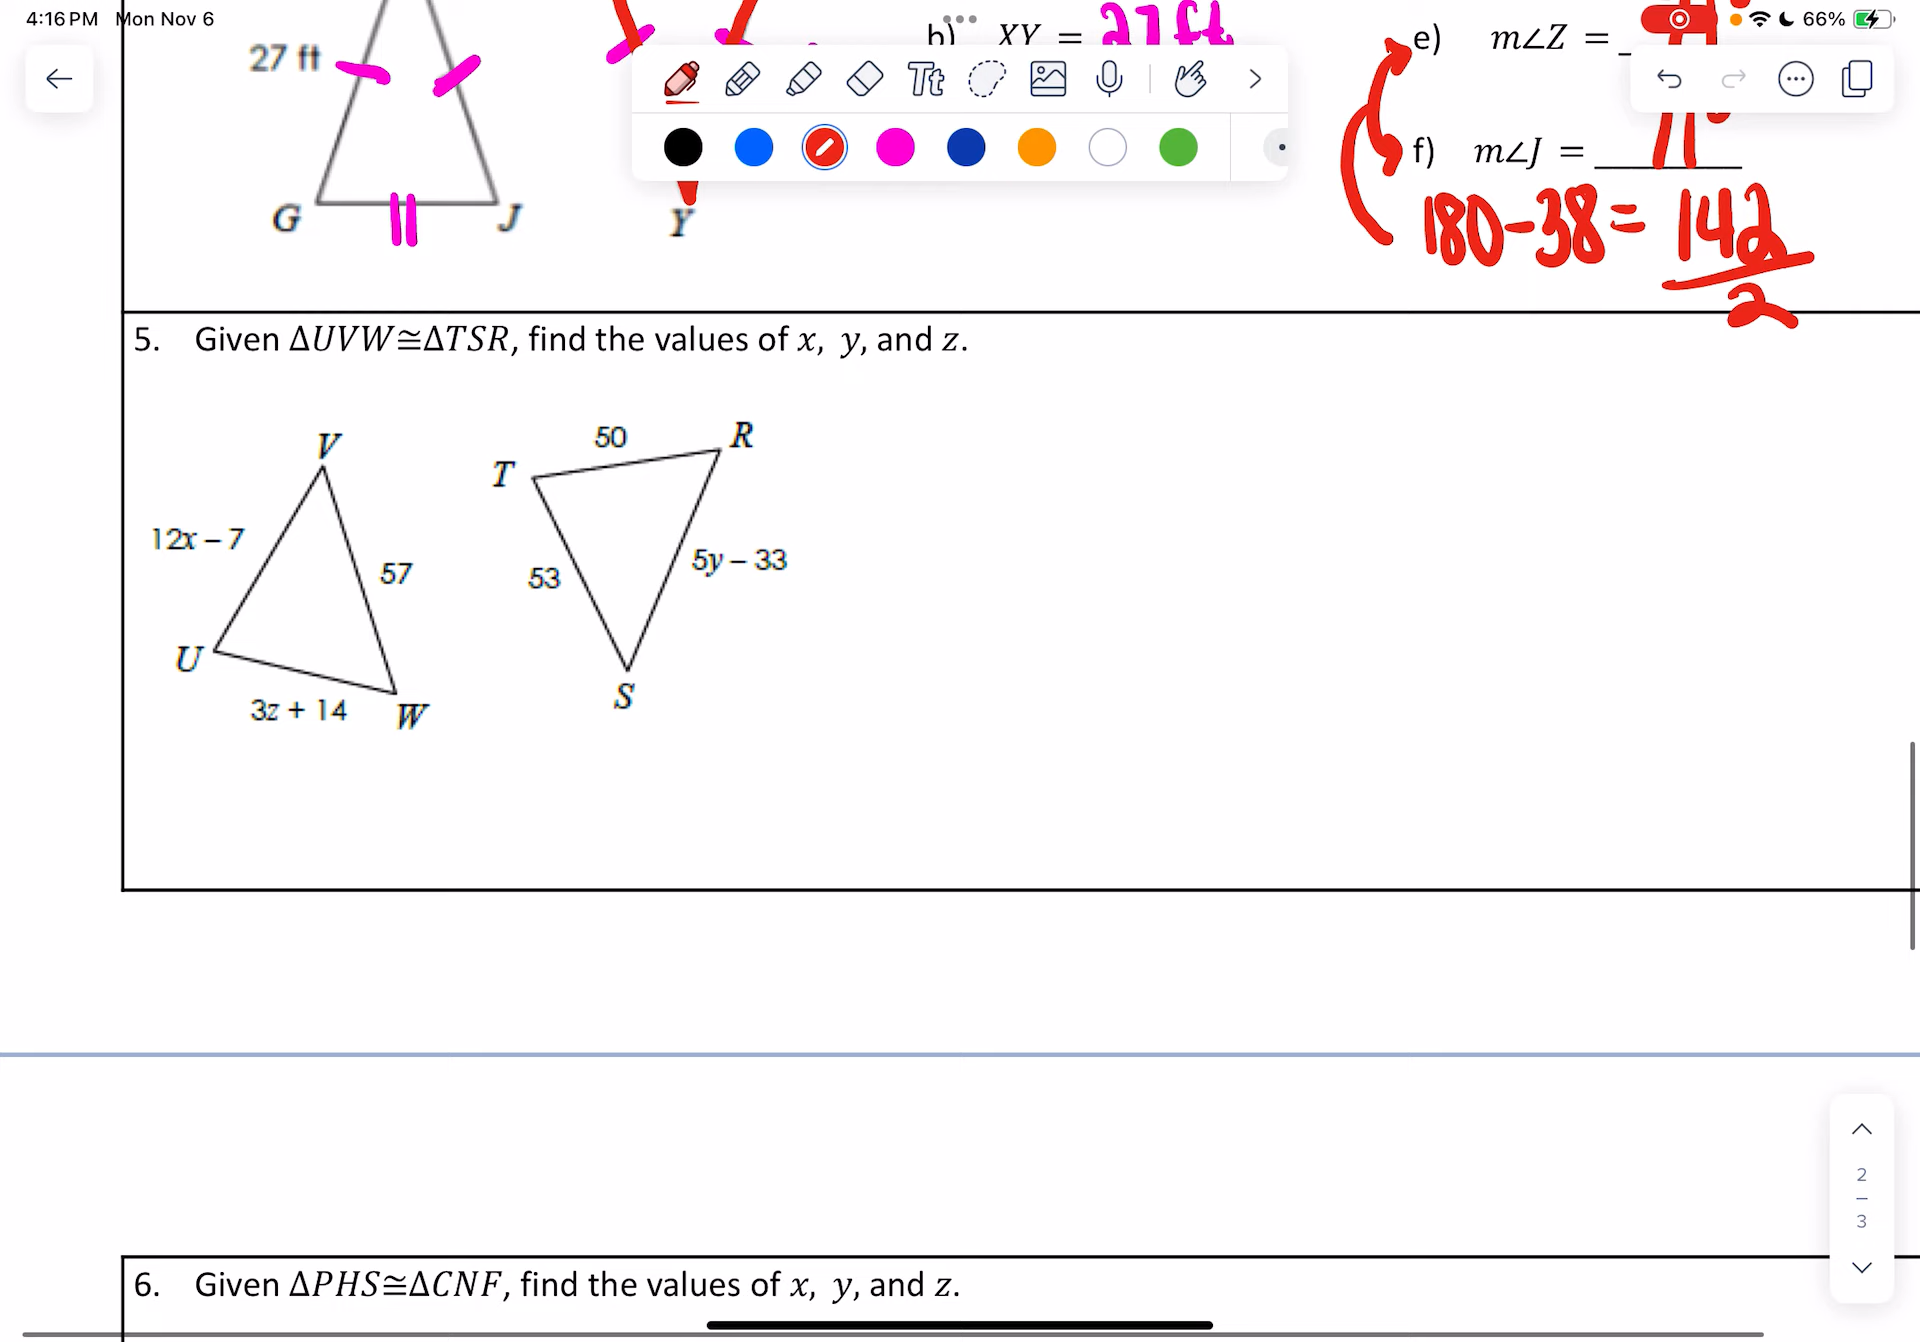 4:16 PM Mon Nov 6
66%
27 ft
b) XY = 27 ft
e) m∠Z =
Tt
f) m∠J = 71°
G
J
Y
180-38= 142
2
5. Given ΔUVW≅ΔTSR, find the values of x, y, and z.
V
50
R
T
12x – 7
57
53
5y – 33
U
3z + 14
W
S
2
3
6. Given ΔPHS≅ΔCNF, find the values of x, y, and z.